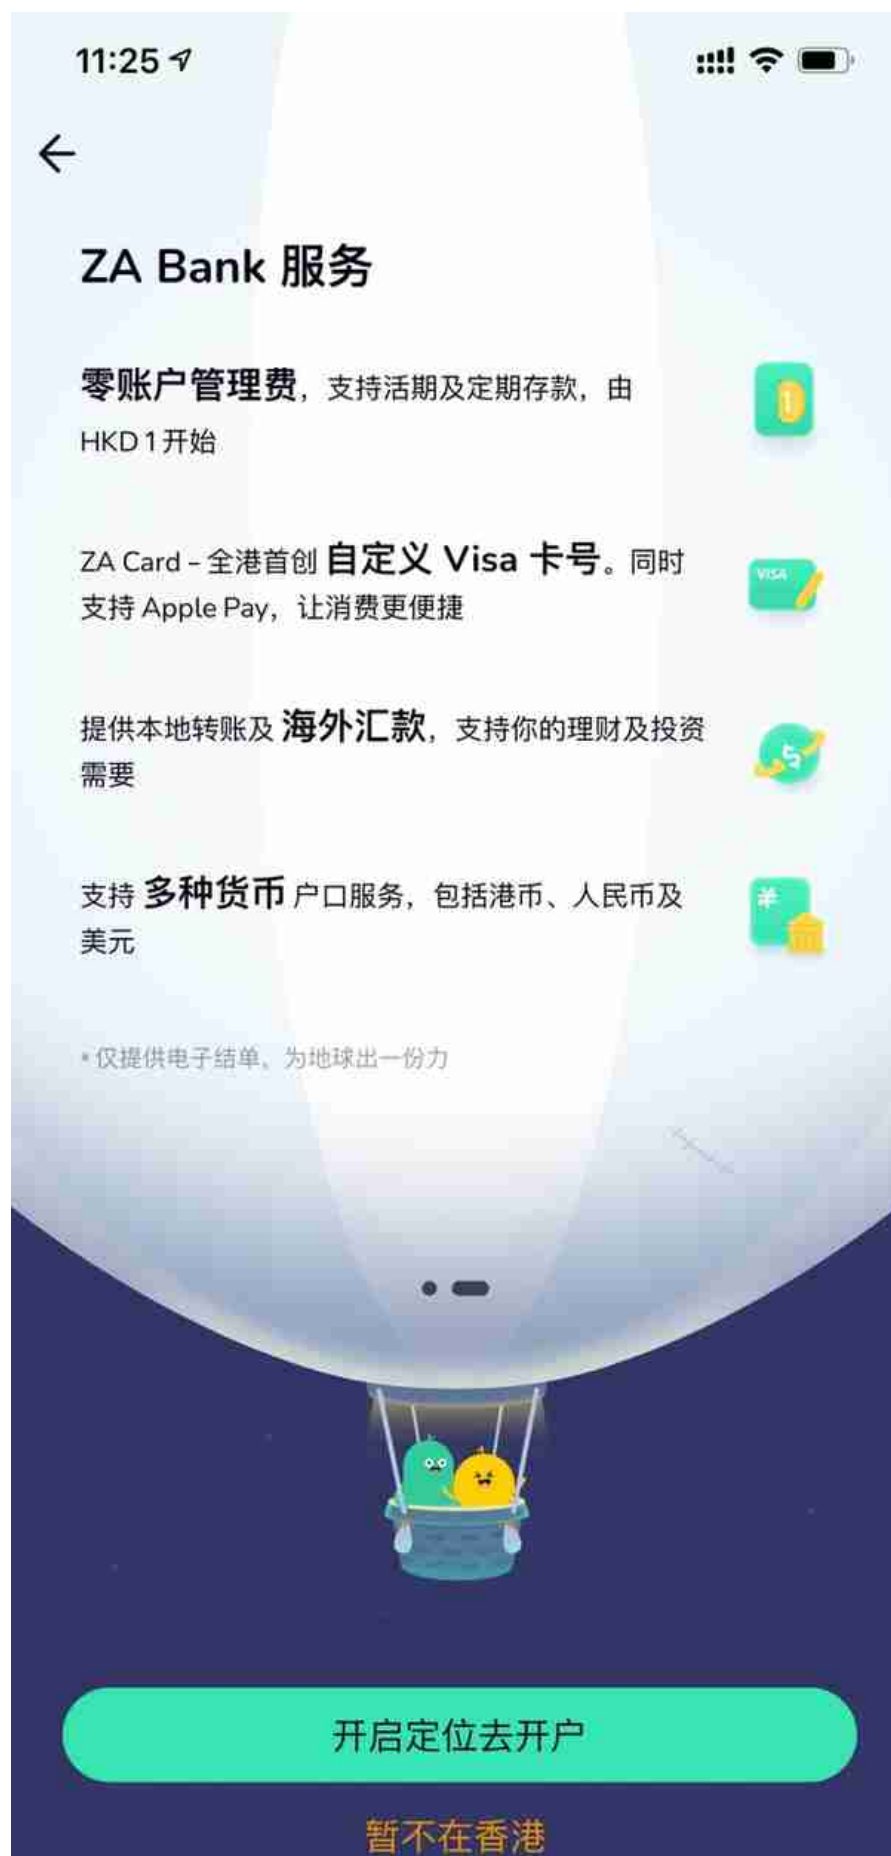 11:25
ZA Bank 服务
零账户管理费，支持活期及定期存款，由
HKD 1 开始
ZA Card – 全港首创 自定义 Visa 卡号。同时
VISA
支持 Apple Pay，让消费更便捷
提供本地转账及 海外汇款，支持你的理财及投资
需要
支持 多种货币 户口服务，包括港币、人民币及
美元
* 仅提供电子结单，为地球出一份力
开启定位去开户
暂不在香港